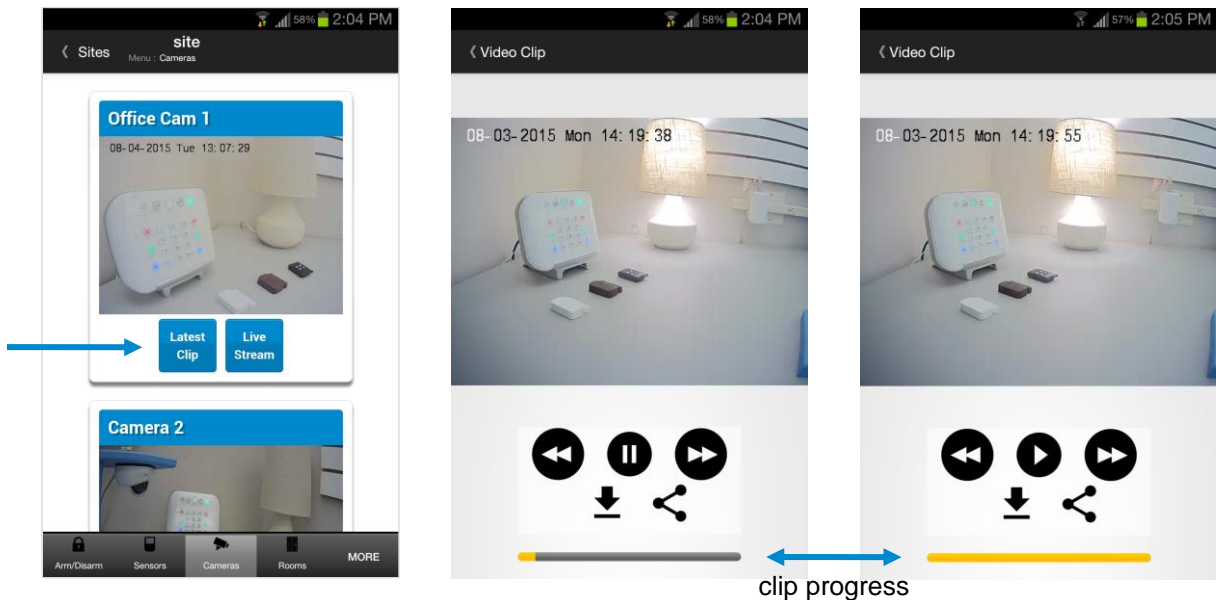 58% 2:04 PM
Sites
site
Menu : Cameras
Office Cam 1
08-04-2015 Tue 13:07:29
Latest
Clip
Live
Stream
Camera 2
Arm/Disarm
Sensors
Cameras
Rooms
MORE
58% 2:04 PM
Video Clip
08-03-2015 Mon 14:19:38
57% 2:05 PM
Video Clip
08-03-2015 Mon 14:19:55
clip progress